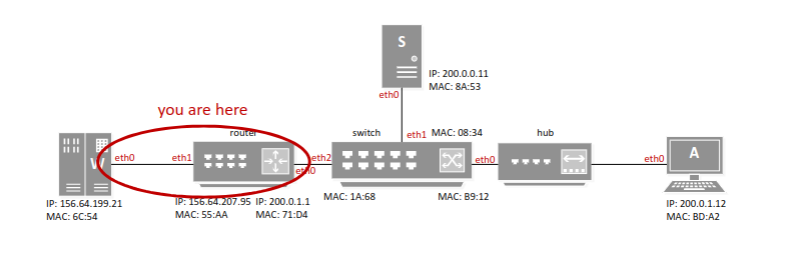 S
IP: 200.0.0.11
MAC: 8A:53
eth0
you are here
router
switch
eth1
MAC: 08:34
hub
W
eth0
eth1
eth2
eth0
eth0
eth0
A
IP: 156.64.199.21
MAC: 6C:54
IP: 156.64.207.95
MAC: 55:AA
IP: 200.0.1.1
MAC: 71:D4
MAC: 1A:68
MAC: B9:12
IP: 200.0.1.12
MAC: BD:A2